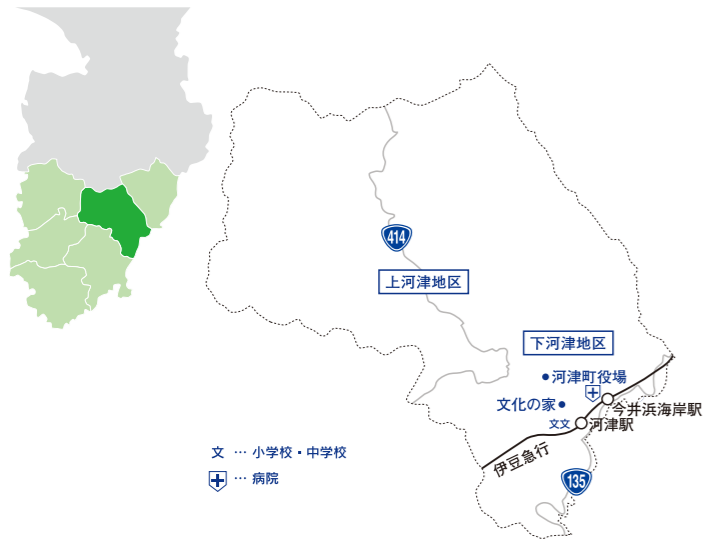 414
上河津地区
下河津地区
河津町役場
文化の家
今井浜海岸駅
文文
河津駅
伊豆急行
135
文 … 小学校・中学校
… 病院